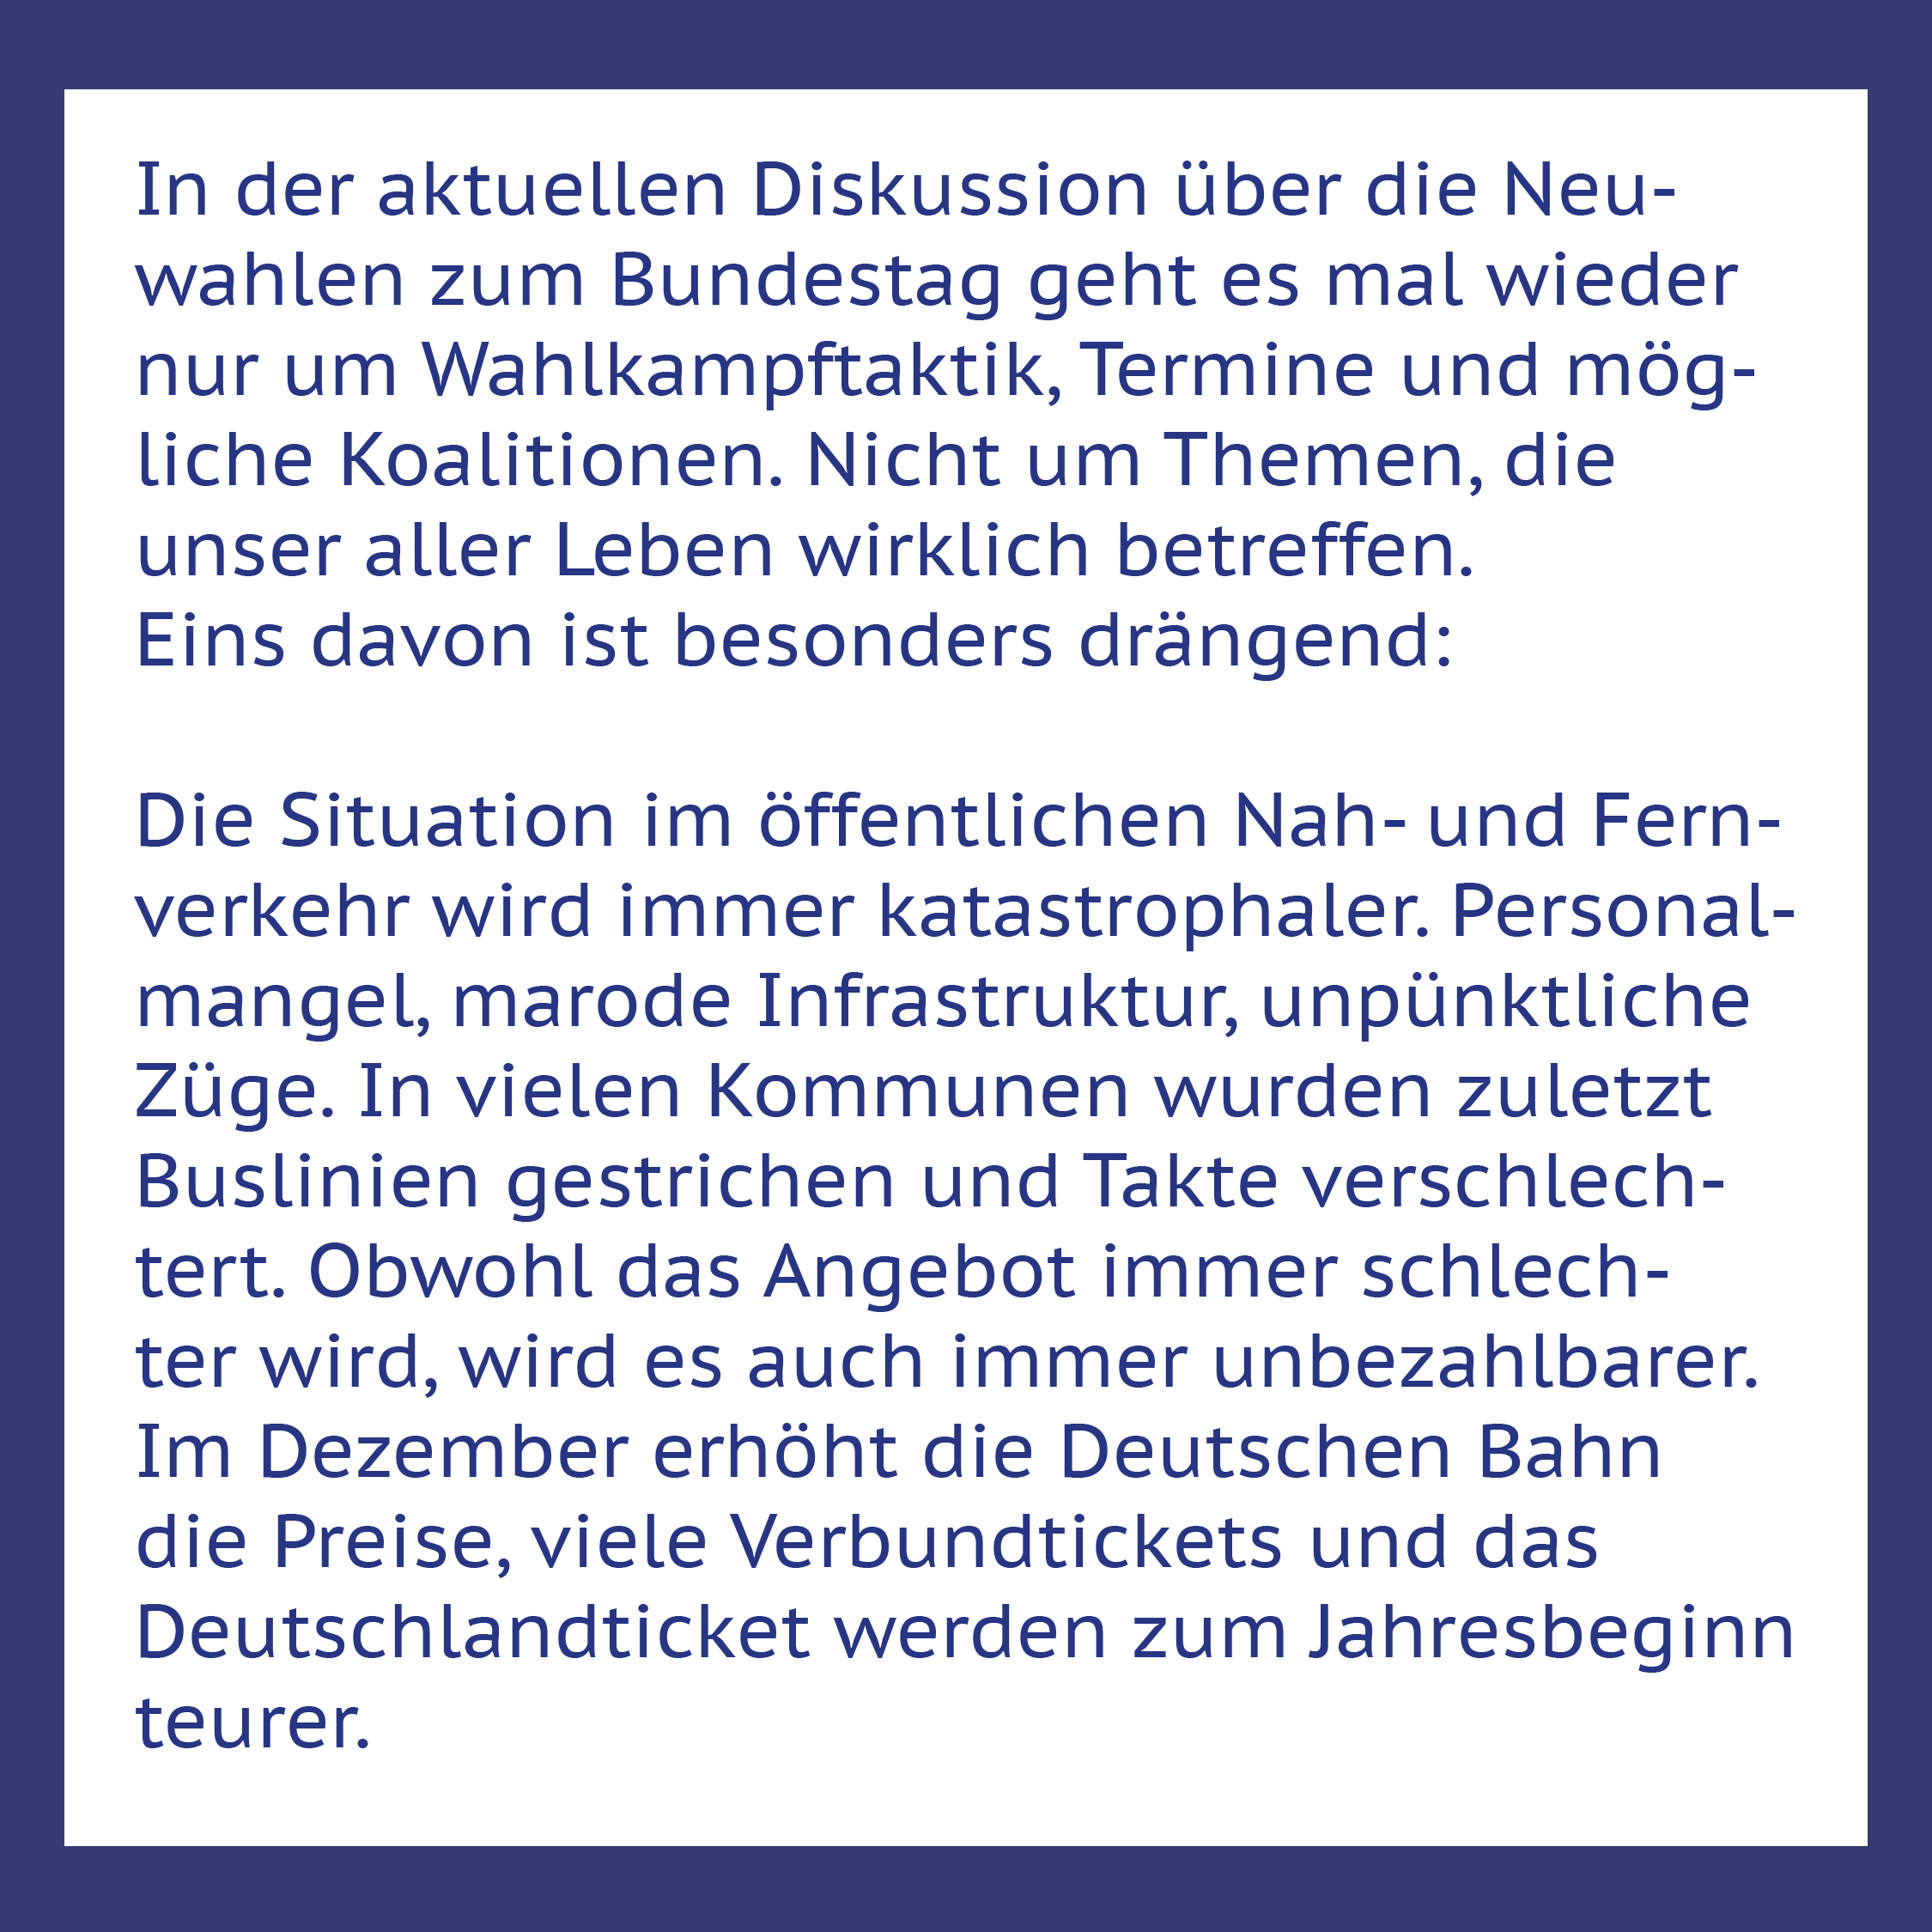 In der aktuellen Diskussion über die Neu-
wahlen zum Bundestag geht es mal wieder
nur um Wahlkampftaktik, Termine und mög-
liche Koalitionen. Nicht um Themen, die
unser aller Leben wirklich betreffen.
Eins davon ist besonders drängend:
Die Situation im öffentlichen Nah- und Fern-
verkehr wird immer katastrophaler. Personal-
mangel, marode Infrastruktur, unpünktliche
Züge. In vielen Kommunen wurden zuletzt
Buslinien gestrichen und Takte verschlech-
tert. Obwohl das Angebot immer schlech-
ter wird, wird es auch immer unbezahlbarer.
Im Dezember erhöht die Deutschen Bahn
die Preise, viele Verbundtickets und das
Deutschlandticket werden zum Jahresbeginn
teurer.